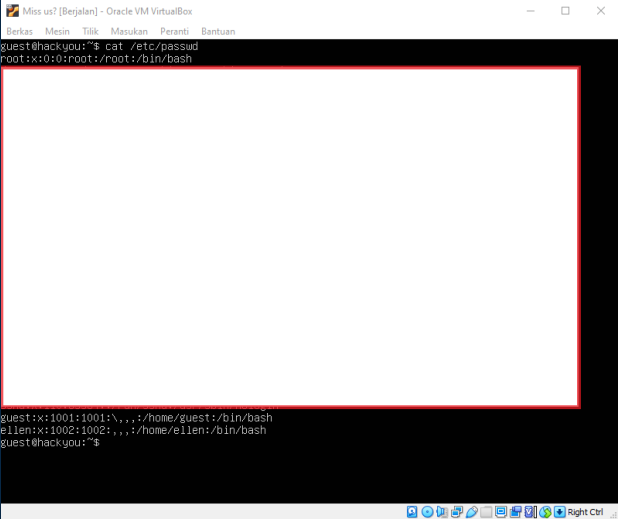 Miss us? [Berjalan] - Oracle VM VirtualBox
Berkas Mesin Tilik Masukan Peranti Bantuan
guest@hackyou:~$ cat /etc/passwd
root:x:0:0:root:/root:/bin/bash
guest:x:1001:1001:\,,,:/home/guest:/bin/bash
ellen:x:1002:1002:,,,:/home/ellen:/bin/bash
guest@hackyou:~$
Right Ctrl